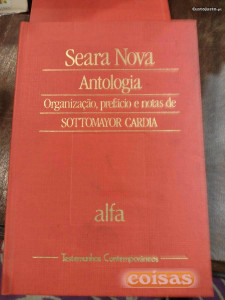 Seara Nova
Antologia
Organização, prefácio e notas de
SOTTOMAYOR CARDIA
alfa
Testemunhos Contemporâneos
coisas